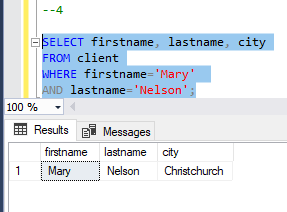 --4
SELECT firstname, lastname, city
FROM client
WHERE firstname='Mary'
AND lastname='Nelson';
100 %
Results Messages
firstname lastname city
1 Mary Nelson Christchurch